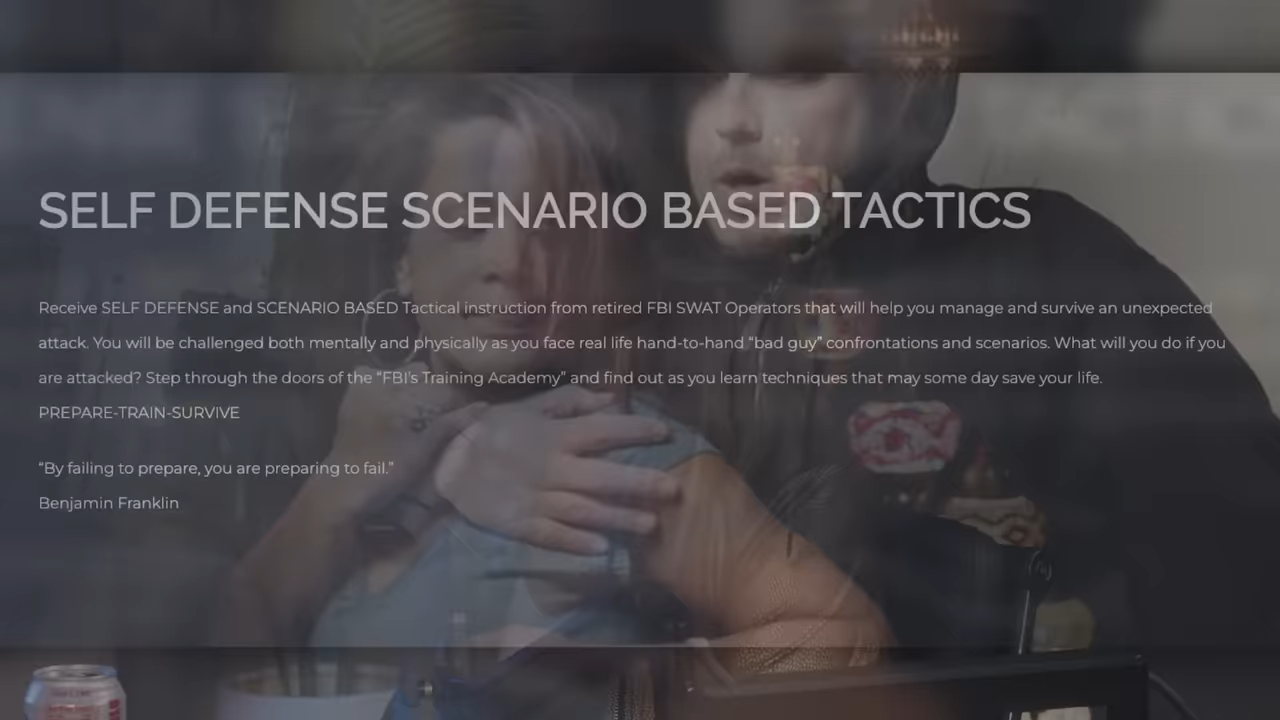 SELF DEFENSE SCENARIO BASED TACTICS
Receive SELF DEFENSE and SCENARIO BASED Tactical instruction from retired FBI SWAT Operators that will help you manage and survive an unexpected
attack. You will be challenged both mentally and physically as you face real life hand-to-hand “bad guy” confrontations and scenarios. What will you do if you
are attacked? Step through the doors of the “FBI's Training Academy” and find out as you learn techniques that may some day save your life.
PREPARE-TRAIN-SURVIVE
“By failing to prepare, you are preparing to fail.”
Benjamin Franklin